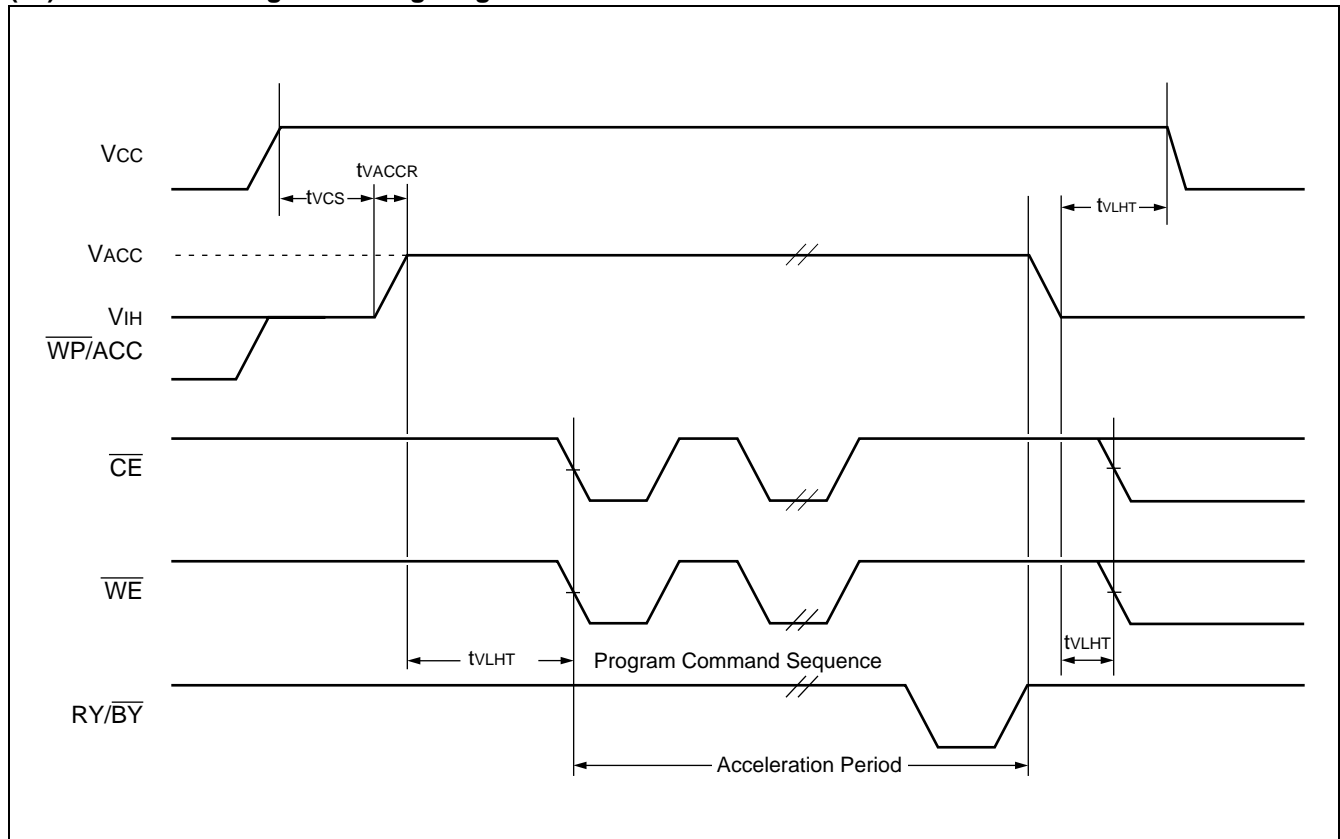 VCC
tVACCR
tVCS
tVLHT
VACC
VIH
WP/ACC
CE
WE
tVLHT
Program Command Sequence
tVLHT
RY/BY
Acceleration Period